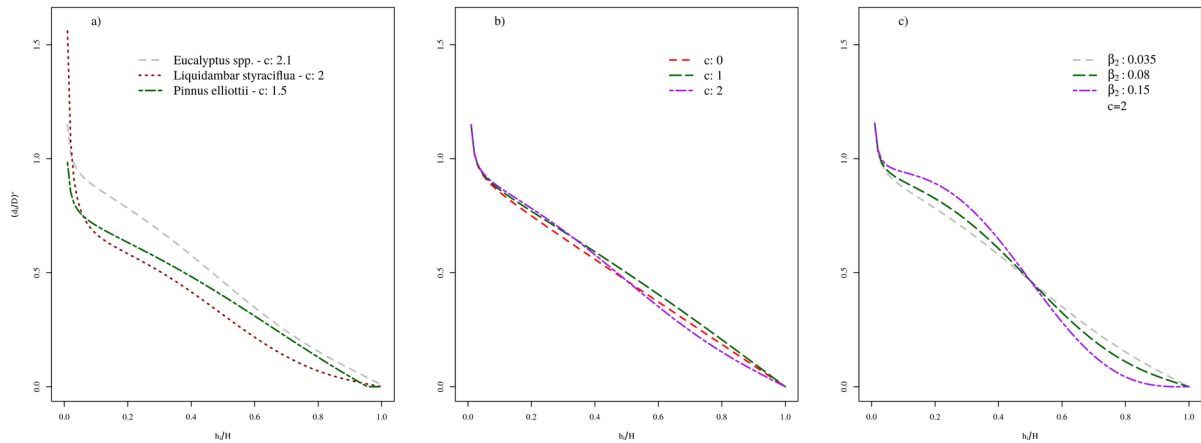 a)
Eucalyptus spp. - c: 2.1
Liquidambar styraciflua - c: 2
Pinnus elliottii - c: 1.5
(dᵢ/D)ᶜ
1.5
1.0
0.5
0.0
0.0 0.2 0.4 0.6 0.8 1.0
hᵢ/H
b)
c: 0
c: 1
c: 2
1.5
1.0
0.5
0.0
0.0 0.2 0.4 0.6 0.8 1.0
hᵢ/H
c)
β₂ : 0.035
β₂ : 0.08
β₂ : 0.15
c=2
1.5
1.0
0.5
0.0
0.0 0.2 0.4 0.6 0.8 1.0
hᵢ/H